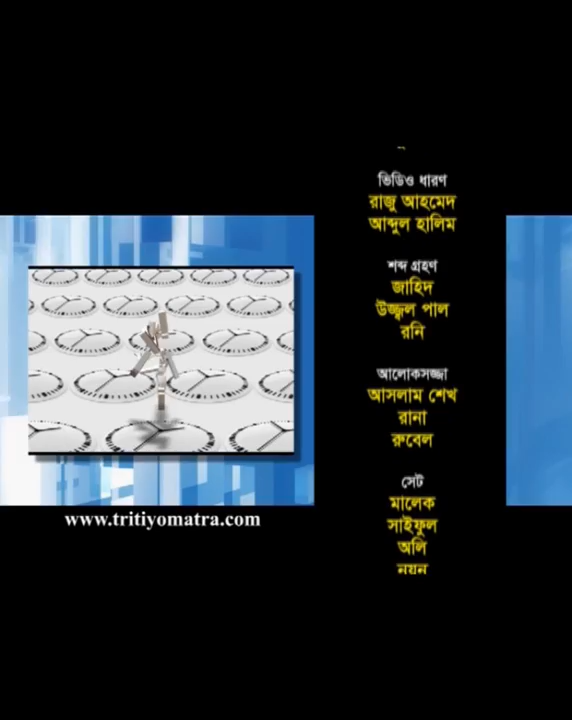 ভিডিও ধারণ
রাজু আহমেদ
আব্দুল হালিম
শব্দ গ্রহণ
জাহিদ
উজ্জ্বল পাল
রনি
আলোকসজ্জা
আসলাম শেখ
রানা
রুবেল
সেট
মালেক
সাইফুল
অলি
নয়ন
www.tritiyomatra.com